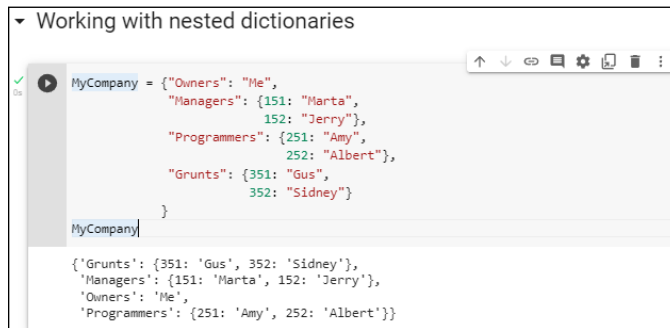 Working with nested dictionaries
0s
MyCompany = {"Owners": "Me",
             "Managers": {151: "Marta",
                          152: "Jerry"},
             "Programmers": {251: "Amy",
                             252: "Albert"},
             "Grunts": {351: "Gus",
                        352: "Sidney"}
            }
MyCompany
{'Grunts': {351: 'Gus', 352: 'Sidney'},
 'Managers': {151: 'Marta', 152: 'Jerry'},
 'Owners': 'Me',
 'Programmers': {251: 'Amy', 252: 'Albert'}}